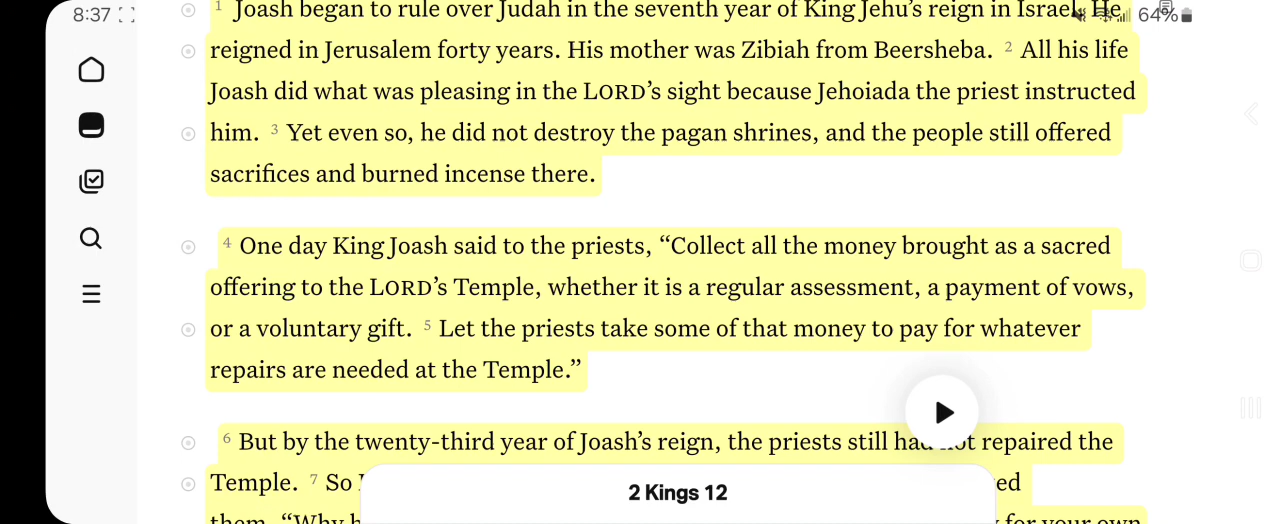 8:37
64%
1 Joash began to rule over Judah in the seventh year of King Jehu’s reign in Israel. He
reigned in Jerusalem forty years. His mother was Zibiah from Beersheba. 2 All his life
Joash did what was pleasing in the LORD’s sight because Jehoiada the priest instructed
him. 3 Yet even so, he did not destroy the pagan shrines, and the people still offered
sacrifices and burned incense there.
4 One day King Joash said to the priests, “Collect all the money brought as a sacred
offering to the LORD’s Temple, whether it is a regular assessment, a payment of vows,
or a voluntary gift. 5 Let the priests take some of that money to pay for whatever
repairs are needed at the Temple.”
6 But by the twenty-third year of Joash’s reign, the priests still had not repaired the
Temple. 7 So
them. “Why for your own
2 Kings 12